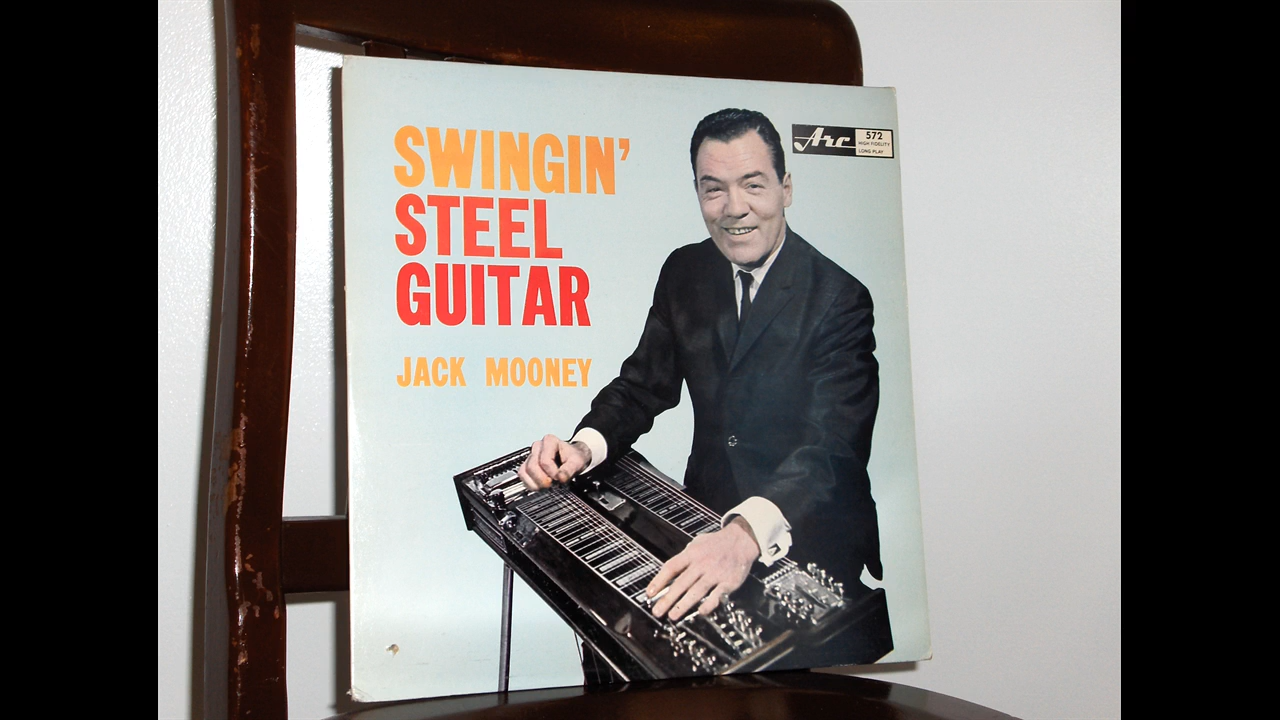 SWINGIN'
STEEL
GUITAR
JACK MOONEY
Arc
572
HIGH FIDELITY
LONG PLAY